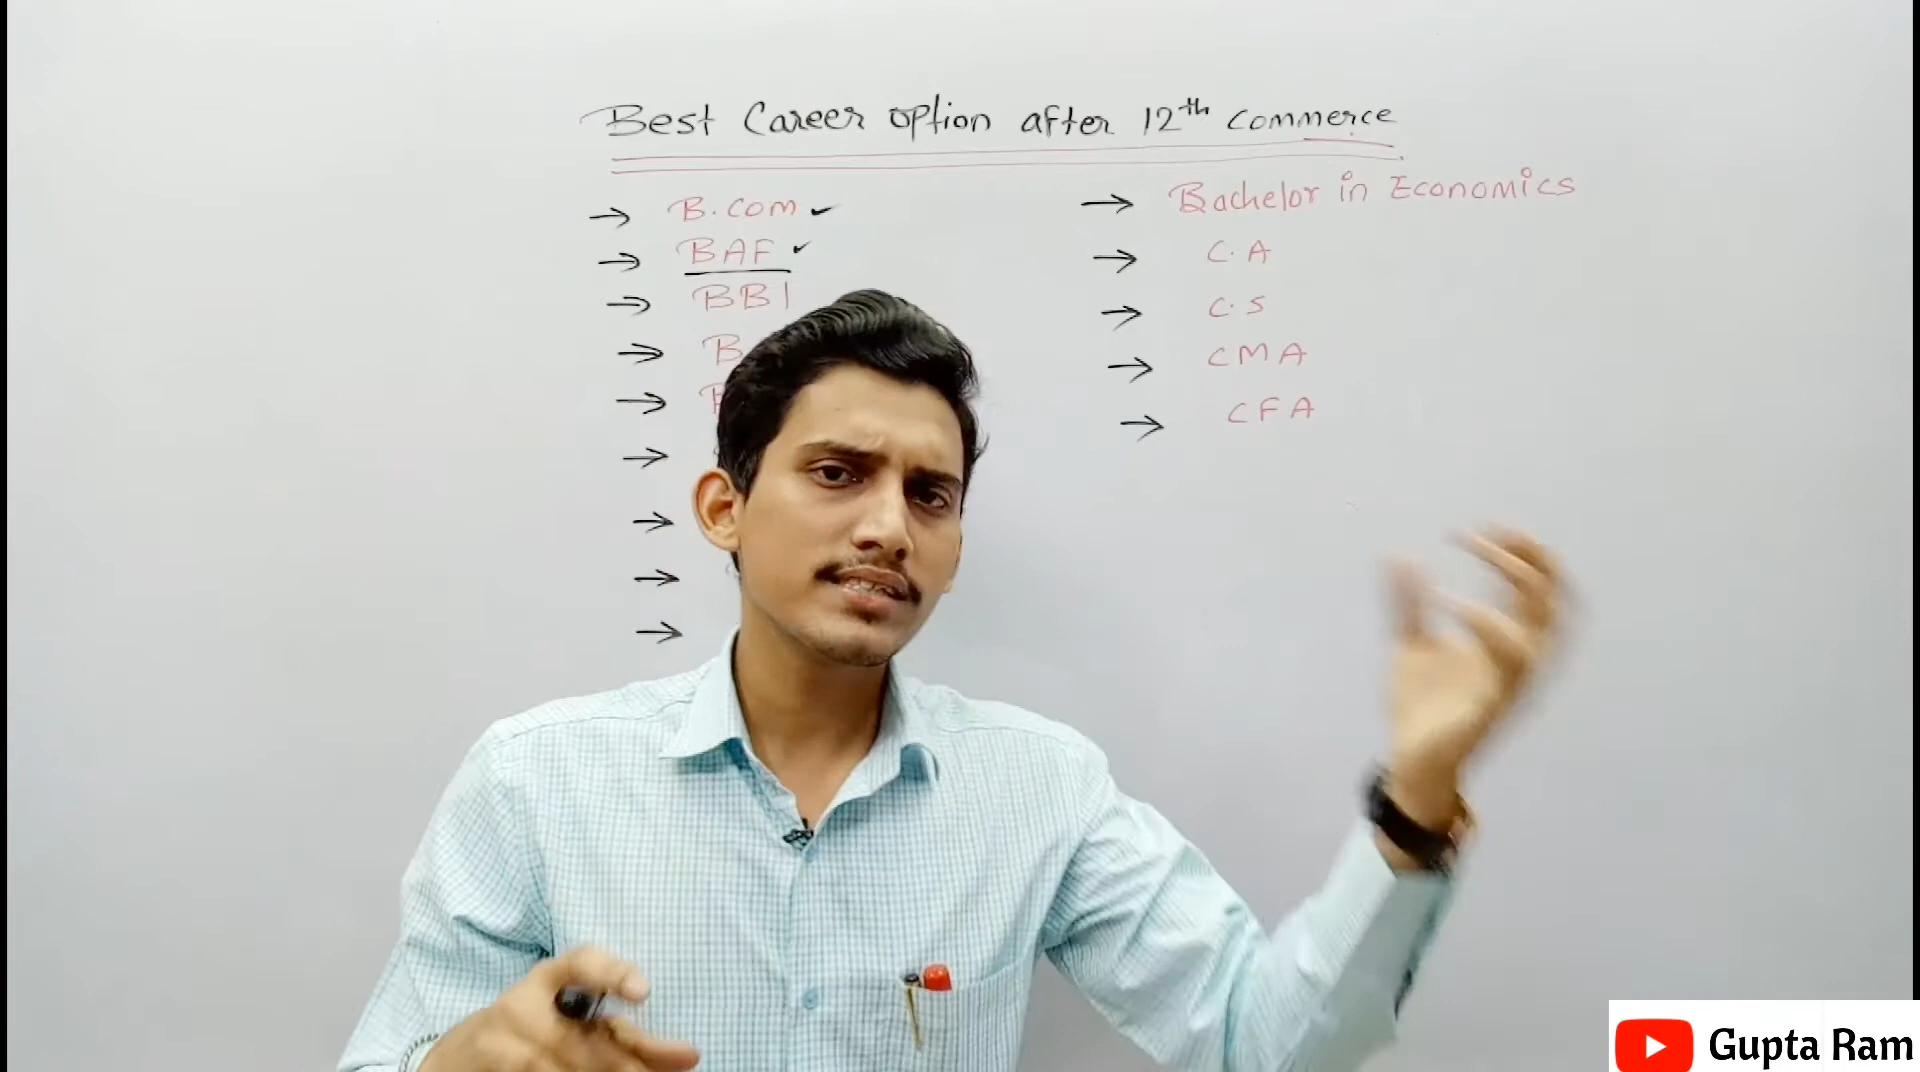 Best Career option after 12th commerce
→ B.COM ✓
→ BAF ✓
→ BBI
→ B
→
→
→
→
→
→ Bachelor in Economics
→ C.A
→ C.S
→ CMA
→ CFA
Gupta Ram